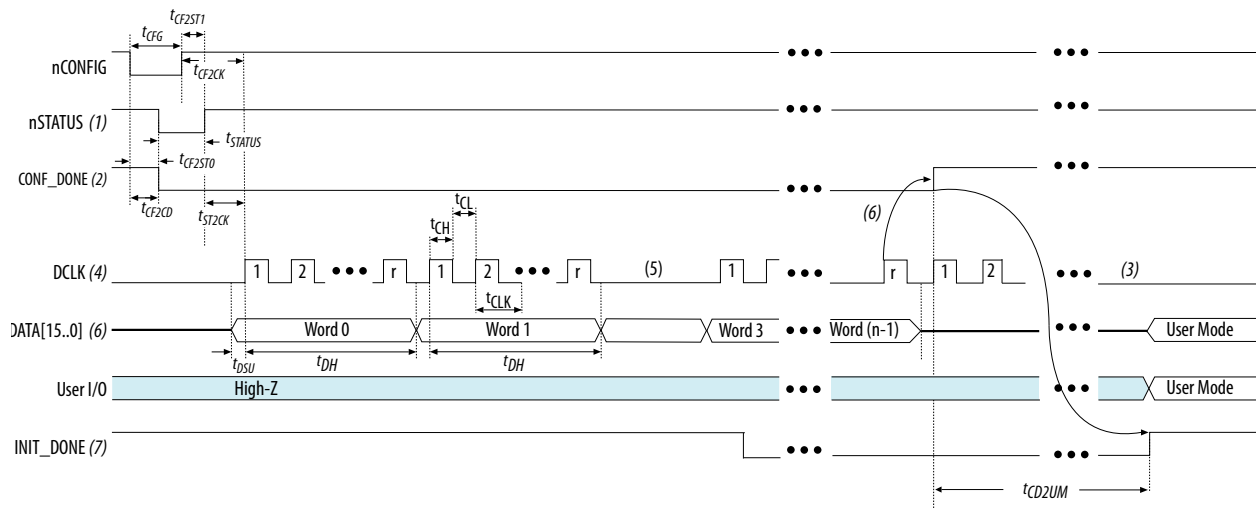 tCF2ST1
tCFG
nCONFIG
tCF2CK
nSTATUS (1)
tSTATUS
tCF2ST0
CONF_DONE (2)
tCF2CD
tST2CK
tCL
tCH
(6)
DCLK (4) 1 2 r 1 2 r (5) 1 r 1 2 (3)
tCLK
DATA[15..0] (6) Word 0 Word 1 Word 3 Word (n-1) User Mode
tDSU tDH tDH
User I/O High-Z User Mode
INIT_DONE (7)
tCD2UM